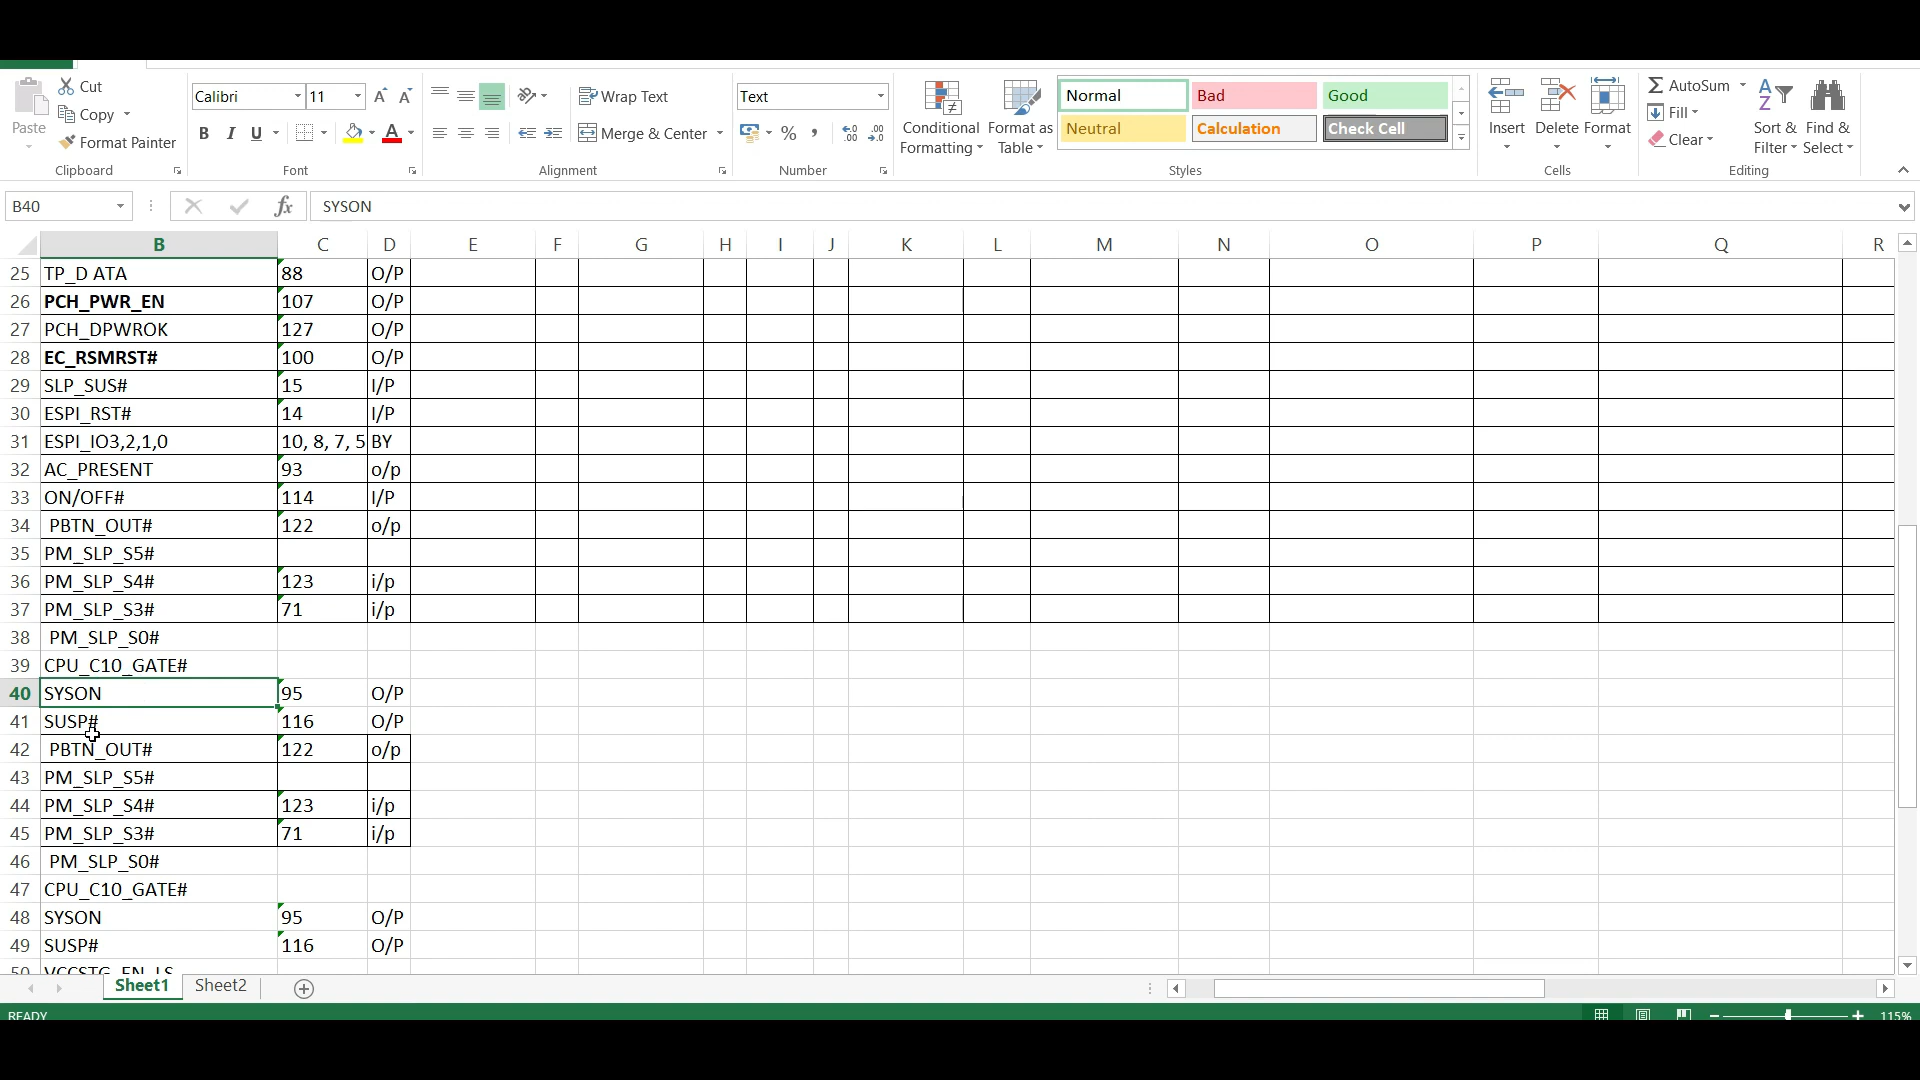 Paste
Cut
Copy
Format Painter
Clipboard
Calibri 11
B I U
Font
Wrap Text
Merge & Center
Alignment
Text
%
Number
Conditional Formatting
Format as Table
Normal Bad Good
Neutral Calculation Check Cell
Styles
Insert Delete Format
Cells
AutoSum
Fill
Clear
Sort & Filter
Find & Select
Editing
B40 fx SYSON
B C D E F G H I J K L M N O P Q R
25 TP_D ATA 88 O/P
26 PCH_PWR_EN 107 O/P
27 PCH_DPWROK 127 O/P
28 EC_RSMRST# 100 O/P
29 SLP_SUS# 15 I/P
30 ESPI_RST# 14 I/P
31 ESPI_IO3,2,1,0 10, 8, 7, 5 BY
32 AC_PRESENT 93 o/p
33 ON/OFF# 114 I/P
34 PBTN_OUT# 122 o/p
35 PM_SLP_S5#
36 PM_SLP_S4# 123 i/p
37 PM_SLP_S3# 71 i/p
38 PM_SLP_S0#
39 CPU_C10_GATE#
40 SYSON 95 O/P
41 SUSP# 116 O/P
42 PBTN_OUT# 122 o/p
43 PM_SLP_S5#
44 PM_SLP_S4# 123 i/p
45 PM_SLP_S3# 71 i/p
46 PM_SLP_S0#
47 CPU_C10_GATE#
48 SYSON 95 O/P
49 SUSP# 116 O/P
50 VCCSTG_EN_LS
Sheet1 Sheet2
READY 115%